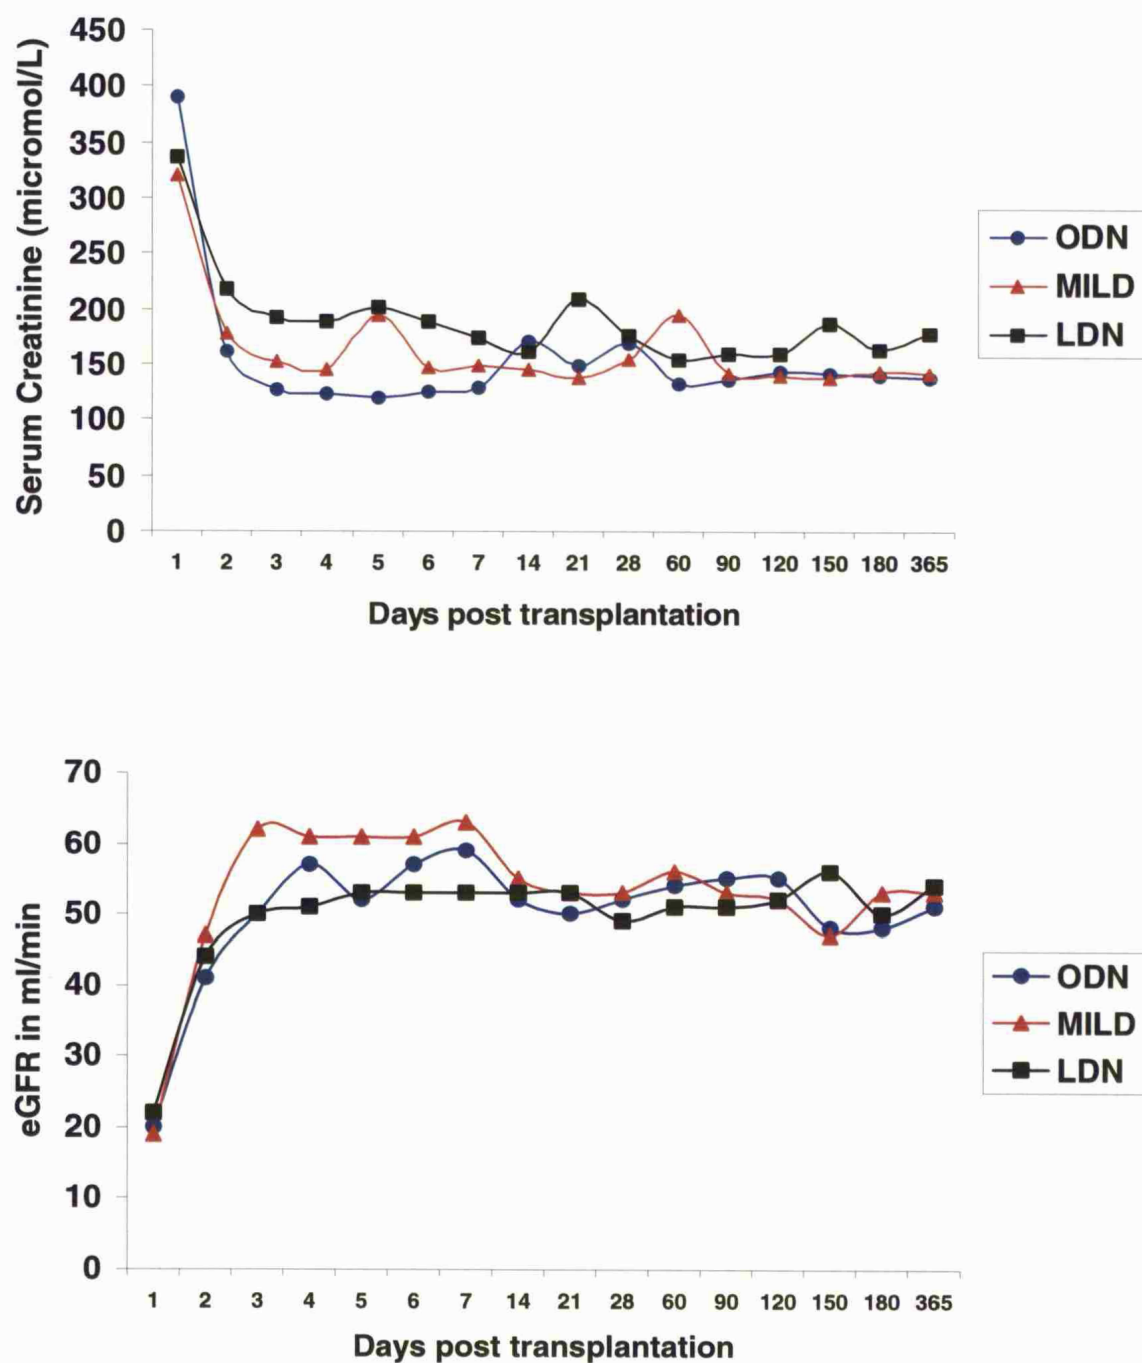 450
400
350
300
250
200
150
100
50
0
Serum Creatinine (micromol/L)
1 2 3 4 5 6 7 14 21 28 60 90 120 150 180 365
Days post transplantation
ODN
MILD
LDN
70
60
50
40
30
20
10
0
eGFR in ml/min
1 2 3 4 5 6 7 14 21 28 60 90 120 150 180 365
Days post transplantation
ODN
MILD
LDN